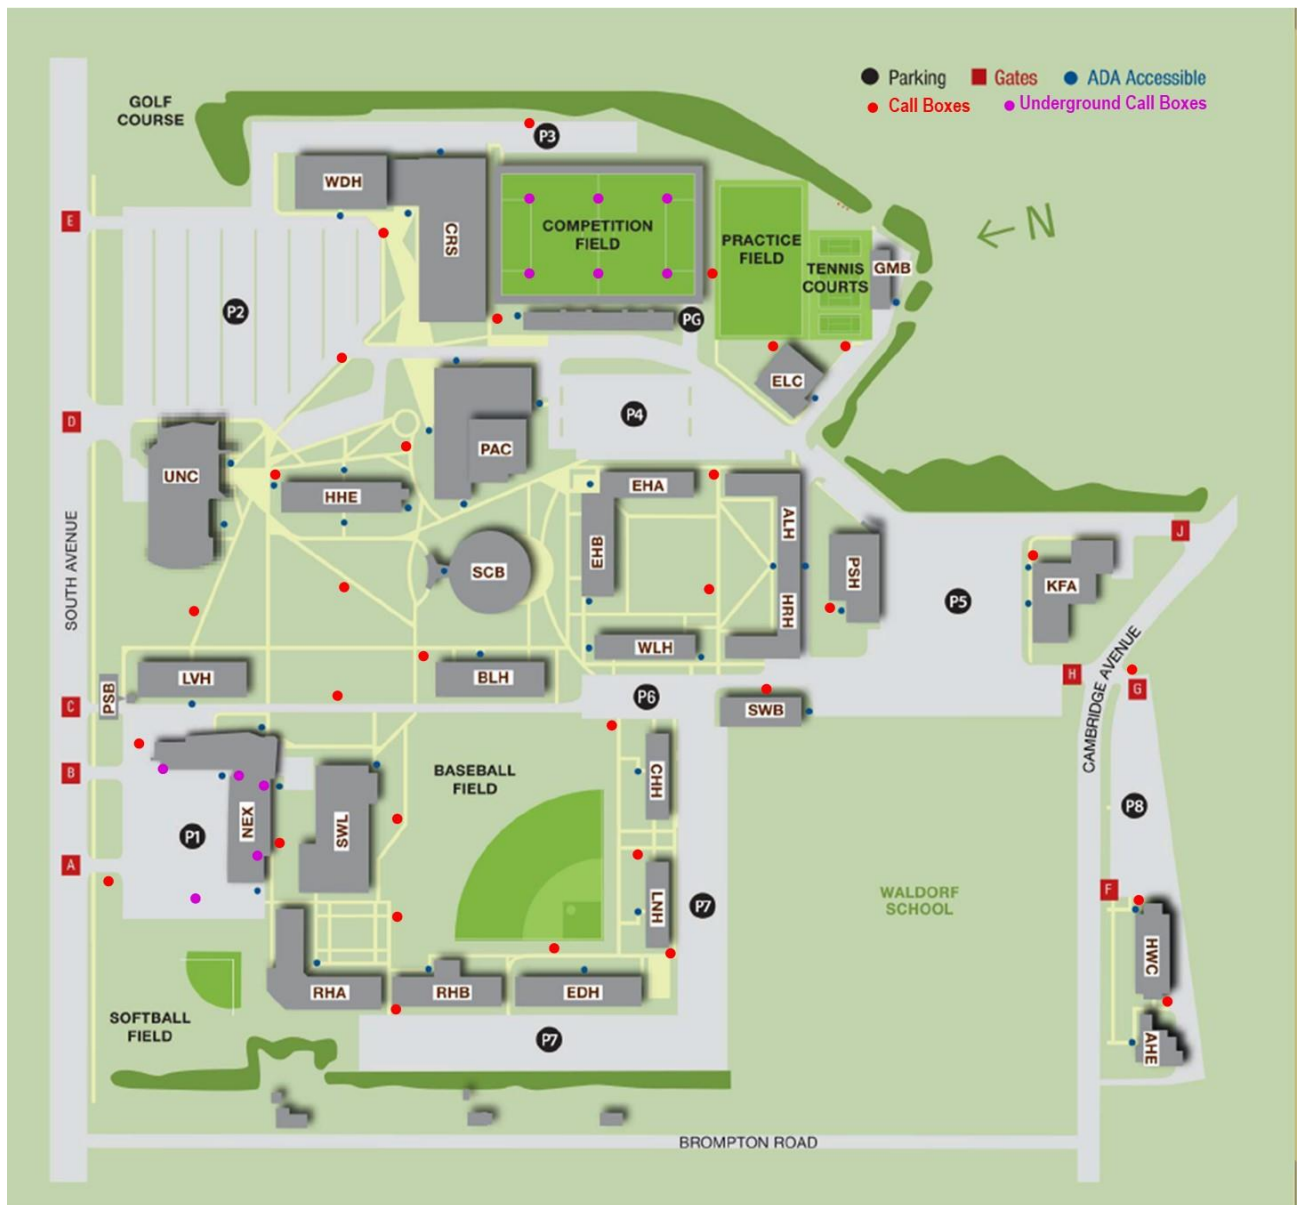 Parking
Gates
ADA Accessible
Call Boxes
Underground Call Boxes
GOLF
COURSE
P3
WDH
CRS
COMPETITION
FIELD
PRACTICE
FIELD
TENNIS
COURTS
GMB
N
E
P2
PG
ELC
D
P4
PAC
UNC
HHE
EHA
EHB
ALH
HRH
PSH
SCB
J
KFA
P5
SOUTH AVENUE
WLH
LVH
BLH
PSB
C
P6
SWB
H
G
CAMBRIDGE AVENUE
B
BASEBALL
FIELD
CHH
P1
NEX
SWL
P8
A
LNH
P7
WALDORF
SCHOOL
F
HWC
RHA
RHB
EDH
SOFTBALL
FIELD
P7
AHE
BROMPTON ROAD